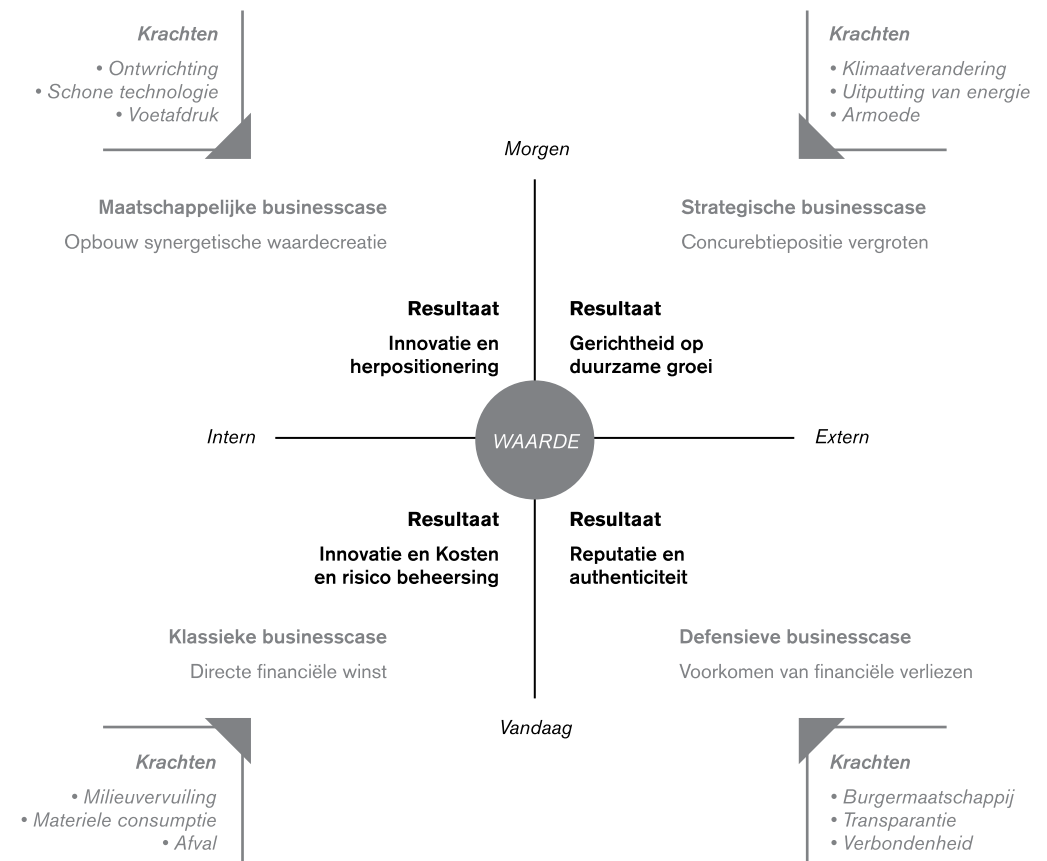 Krachten
• Ontwrichting
• Schone technologie
• Voetafdruk
Krachten
• Klimaatverandering
• Uitputting van energie
• Armoede
Morgen
Maatschappelijke businesscase
Opbouw synergetische waardecreatie
Strategische businesscase
Concurebtiepositie vergroten
Resultaat
Innovatie en
herpositionering
Resultaat
Gerichtheid op
duurzame groei
Intern
WAARDE
Extern
Resultaat
Innovatie en Kosten
en risico beheersing
Resultaat
Reputatie en
authenticiteit
Klassieke businesscase
Directe financiële winst
Defensieve businesscase
Voorkomen van financiële verliezen
Vandaag
Krachten
• Milieuvervuiling
• Materiele consumptie
• Afval
Krachten
• Burgermaatschappij
• Transparantie
• Verbondenheid